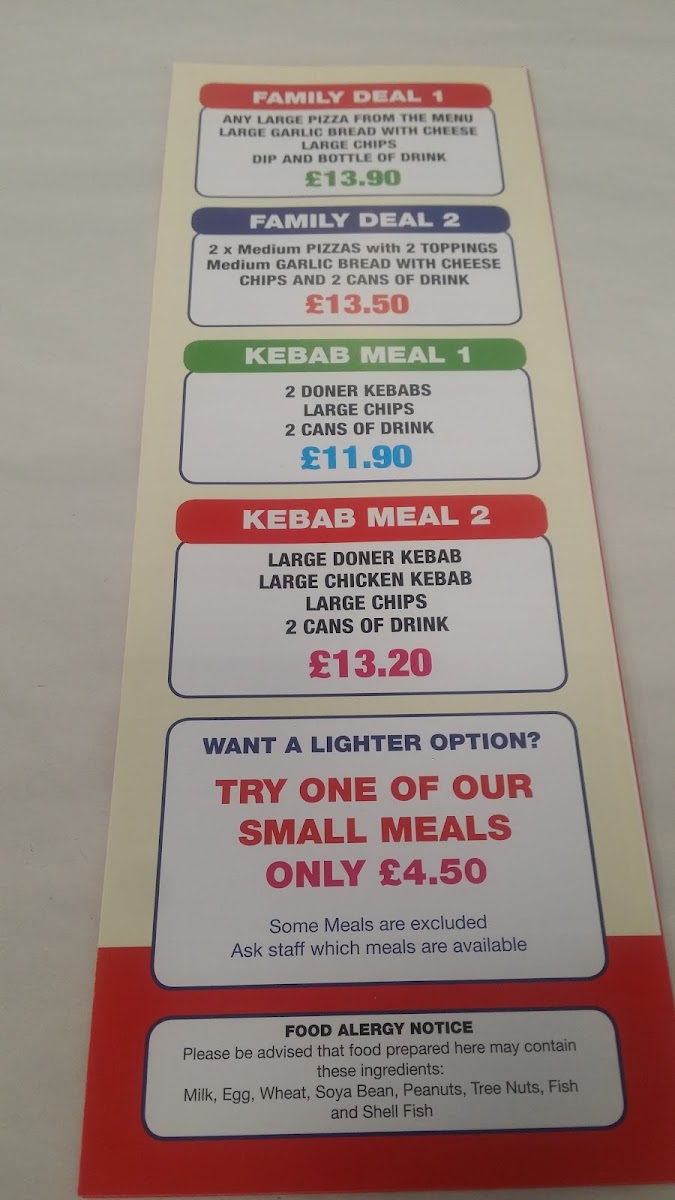 FAMILY DEAL 1
ANY LARGE PIZZA FROM THE MENU
LARGE GARLIC BREAD WITH CHEESE
LARGE CHIPS
DIP AND BOTTLE OF DRINK
£13.90
FAMILY DEAL 2
2 x Medium PIZZAS with 2 TOPPINGS
Medium GARLIC BREAD WITH CHEESE
CHIPS AND 2 CANS OF DRINK
£13.50
KEBAB MEAL 1
2 DONER KEBABS
LARGE CHIPS
2 CANS OF DRINK
£11.90
KEBAB MEAL 2
LARGE DONER KEBAB
LARGE CHICKEN KEBAB
LARGE CHIPS
2 CANS OF DRINK
£13.20
WANT A LIGHTER OPTION?
TRY ONE OF OUR
SMALL MEALS
ONLY £4.50
Some Meals are excluded
Ask staff which meals are available
FOOD ALERGY NOTICE
Please be advised that food prepared here may contain
these ingredients:
Milk, Egg, Wheat, Soya Bean, Peanuts, Tree Nuts, Fish
and Shell Fish